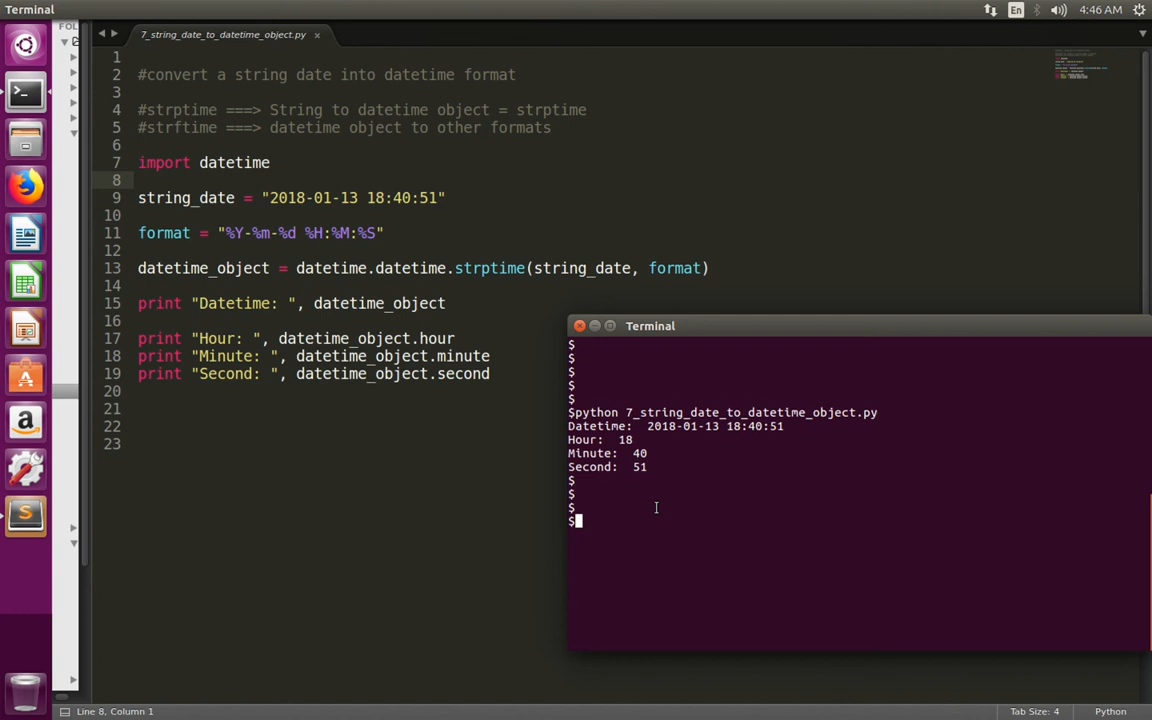 Terminal
En
4:46 AM
FOL
7_string_date_to_datetime_object.py ×
1
2 #convert a string date into datetime format
3
4 #strptime ===> String to datetime object = strptime
5 #strftime ===> datetime object to other formats
6
7 import datetime
8
9 string_date = "2018-01-13 18:40:51"
10
11 format = "%Y-%m-%d %H:%M:%S"
12
13 datetime_object = datetime.datetime.strptime(string_date, format)
14
15 print "Datetime: ", datetime_object
16
17 print "Hour: ", datetime_object.hour
18 print "Minute: ", datetime_object.minute
19 print "Second: ", datetime_object.second
20
21
22
23
Terminal
$
$
$
$
$
$python 7_string_date_to_datetime_object.py
Datetime:  2018-01-13 18:40:51
Hour:  18
Minute:  40
Second:  51
$
$
$
$
Line 8, Column 1
Tab Size: 4
Python